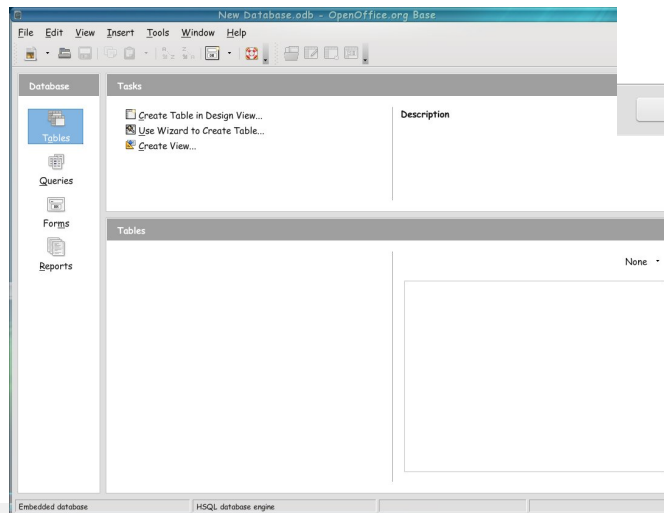 New Database.odb - OpenOffice.org Base
File Edit View Insert Tools Window Help
Database
Tasks
Tables
Queries
Forms
Reports
Create Table in Design View...
Use Wizard to Create Table...
Create View...
Description
Tables
None
Embedded database
HSQL database engine